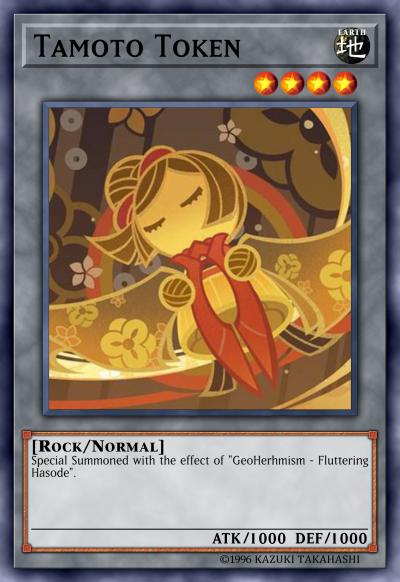 Tamoto Token
EARTH
地
[Rock/Normal]
Special Summoned with the effect of "GeoHerhmism - Fluttering
Hasode".
ATK/1000 DEF/1000
©1996 KAZUKI TAKAHASHI